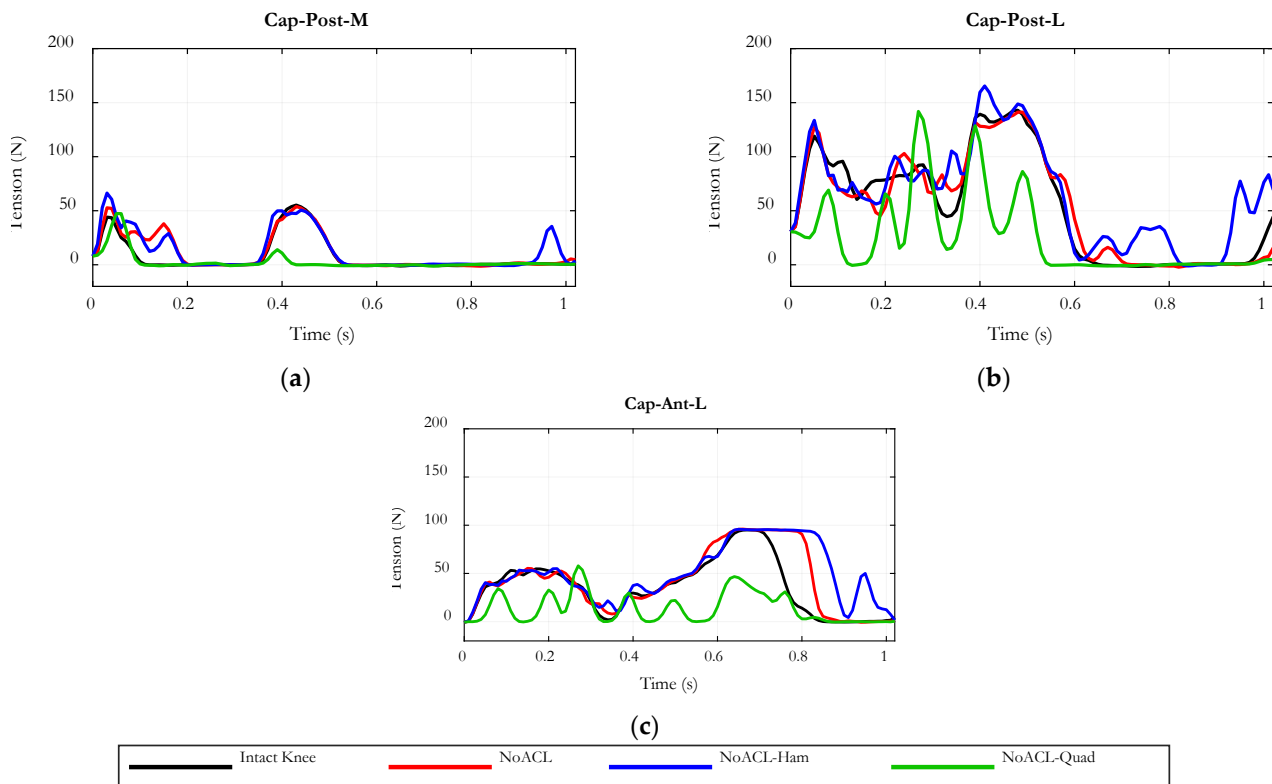 Cap-Post-M
200
150
100
50
0
Tension (N)
0 0.2 0.4 0.6 0.8 1
Time (s)
(a)
Cap-Post-L
200
150
100
50
0
Tension (N)
0 0.2 0.4 0.6 0.8 1
Time (s)
(b)
Cap-Ant-L
200
150
100
50
0
Tension (N)
0 0.2 0.4 0.6 0.8 1
Time (s)
(c)
Intact Knee NoACL NoACL-Ham NoACL-Quad